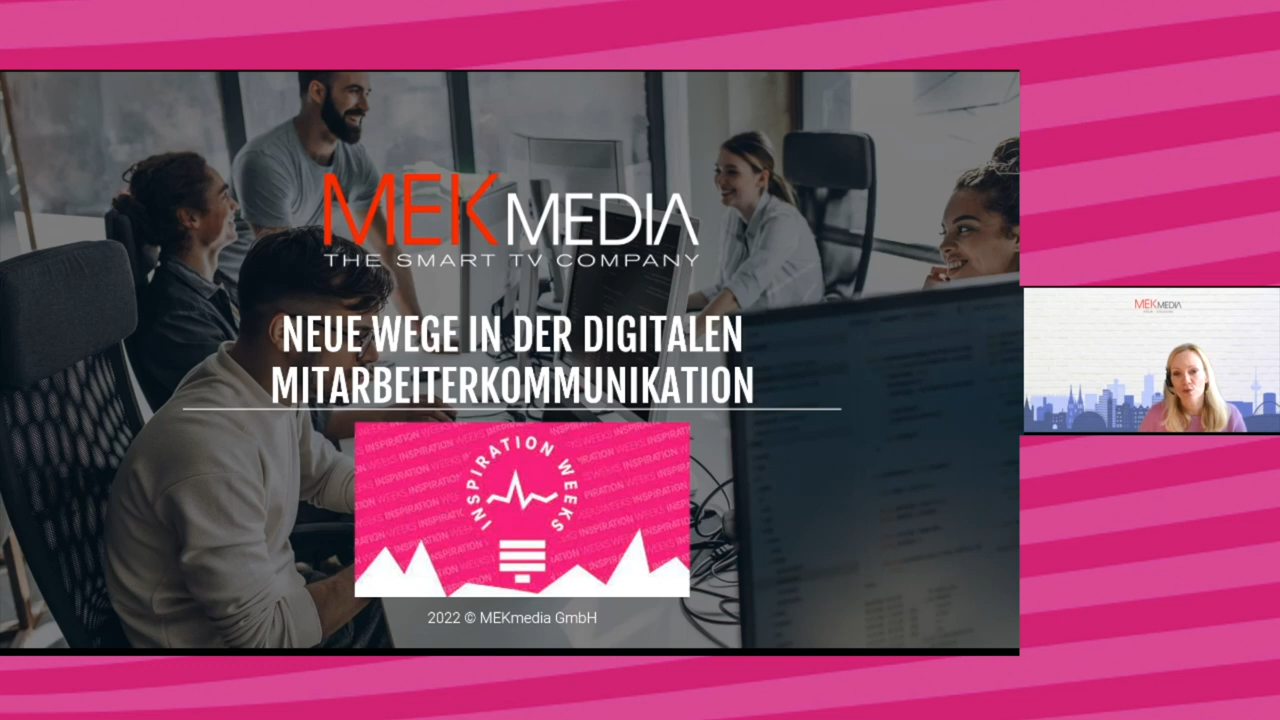 MEKMEDIA
THE SMART TV COMPANY
NEUE WEGE IN DER DIGITALEN
MITARBEITERKOMMUNIKATION
INSPIRATION WEEKS
2022 © MEKmedia GmbH
MEKMEDIA